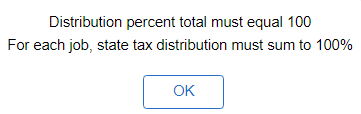 Distribution percent total must equal 100
For each job, state tax distribution must sum to 100%
OK